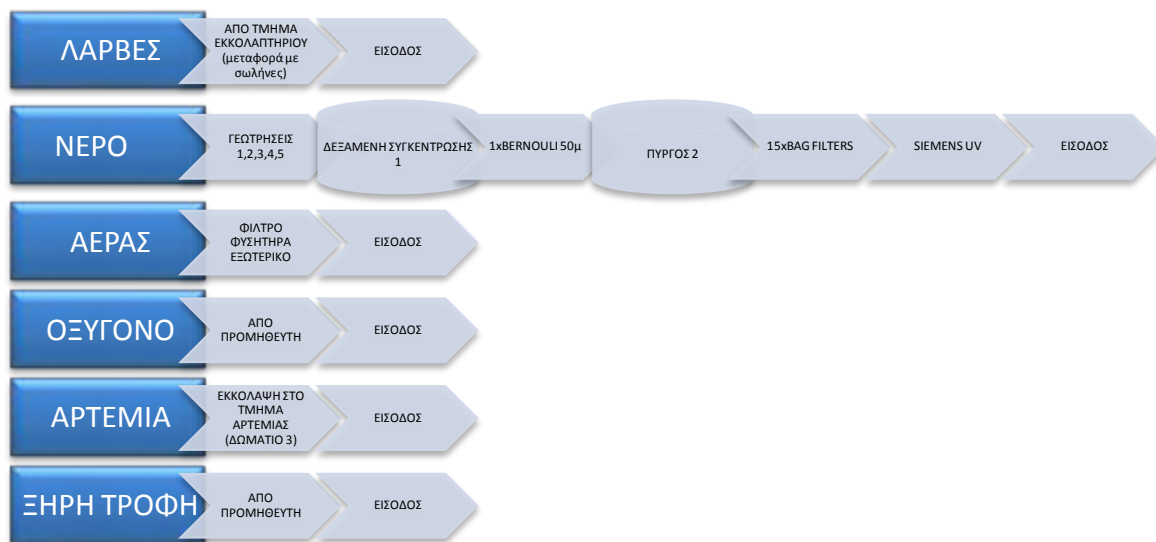 ΛΑΡΒΕΣ
ΑΠΟ ΤΜΗΜΑ
ΕΚΚΟΛΑΠΤΗΡΙΟΥ
(μεταφορά με
σωλήνες)
ΕΙΣΟΔΟΣ
ΝΕΡΟ
ΓΕΩΤΡΗΣΕΙΣ
1,2,3,4,5
ΔΕΞΑΜΕΝΗ ΣΥΓΚΕΝΤΡΩΣΗΣ
1
1xBERNOULI 50μ
ΠΥΡΓΟΣ 2
15xBAG FILTERS
SIEMENS UV
ΕΙΣΟΔΟΣ
ΑΕΡΑΣ
ΦΙΛΤΡΟ
ΦΥΣΗΤΗΡΑ
ΕΞΩΤΕΡΙΚΟ
ΕΙΣΟΔΟΣ
ΟΞΥΓΟΝΟ
ΑΠΟ
ΠΡΟΜΗΘΕΥΤΗ
ΕΙΣΟΔΟΣ
ΑΡΤΕΜΙΑ
ΕΚΚΟΛΑΨΗ ΣΤΟ
ΤΜΗΜΑ
ΑΡΤΕΜΙΑΣ
(ΔΩΜΑΤΙΟ 3)
ΕΙΣΟΔΟΣ
ΞΗΡΗ ΤΡΟΦΗ
ΑΠΟ
ΠΡΟΜΗΘΕΥΤΗ
ΕΙΣΟΔΟΣ